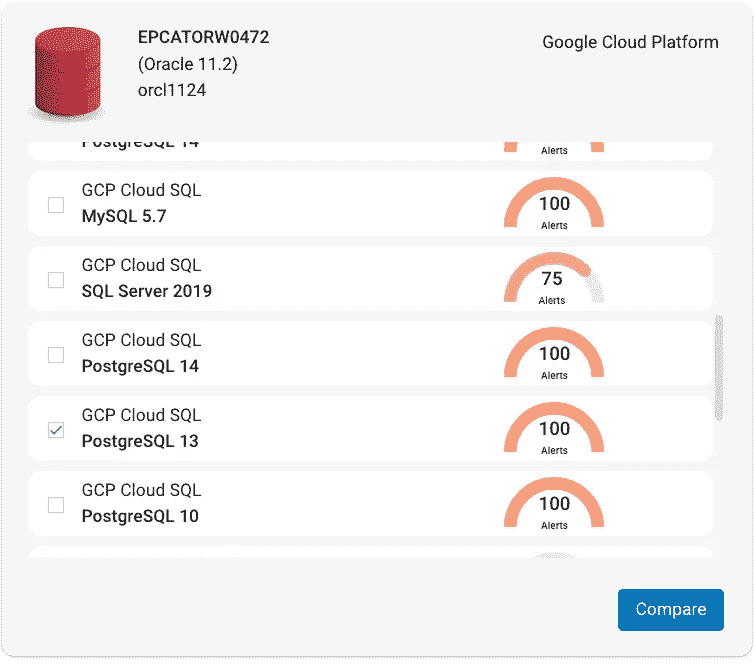 EPCATORW0472
Google Cloud Platform
(Oracle 11.2)
orcl1124
PostgreSQL 14
Alerts
GCP Cloud SQL
MySQL 5.7
100
Alerts
GCP Cloud SQL
SQL Server 2019
75
Alerts
GCP Cloud SQL
PostgreSQL 14
100
Alerts
GCP Cloud SQL
PostgreSQL 13
100
Alerts
GCP Cloud SQL
PostgreSQL 10
100
Alerts
Compare